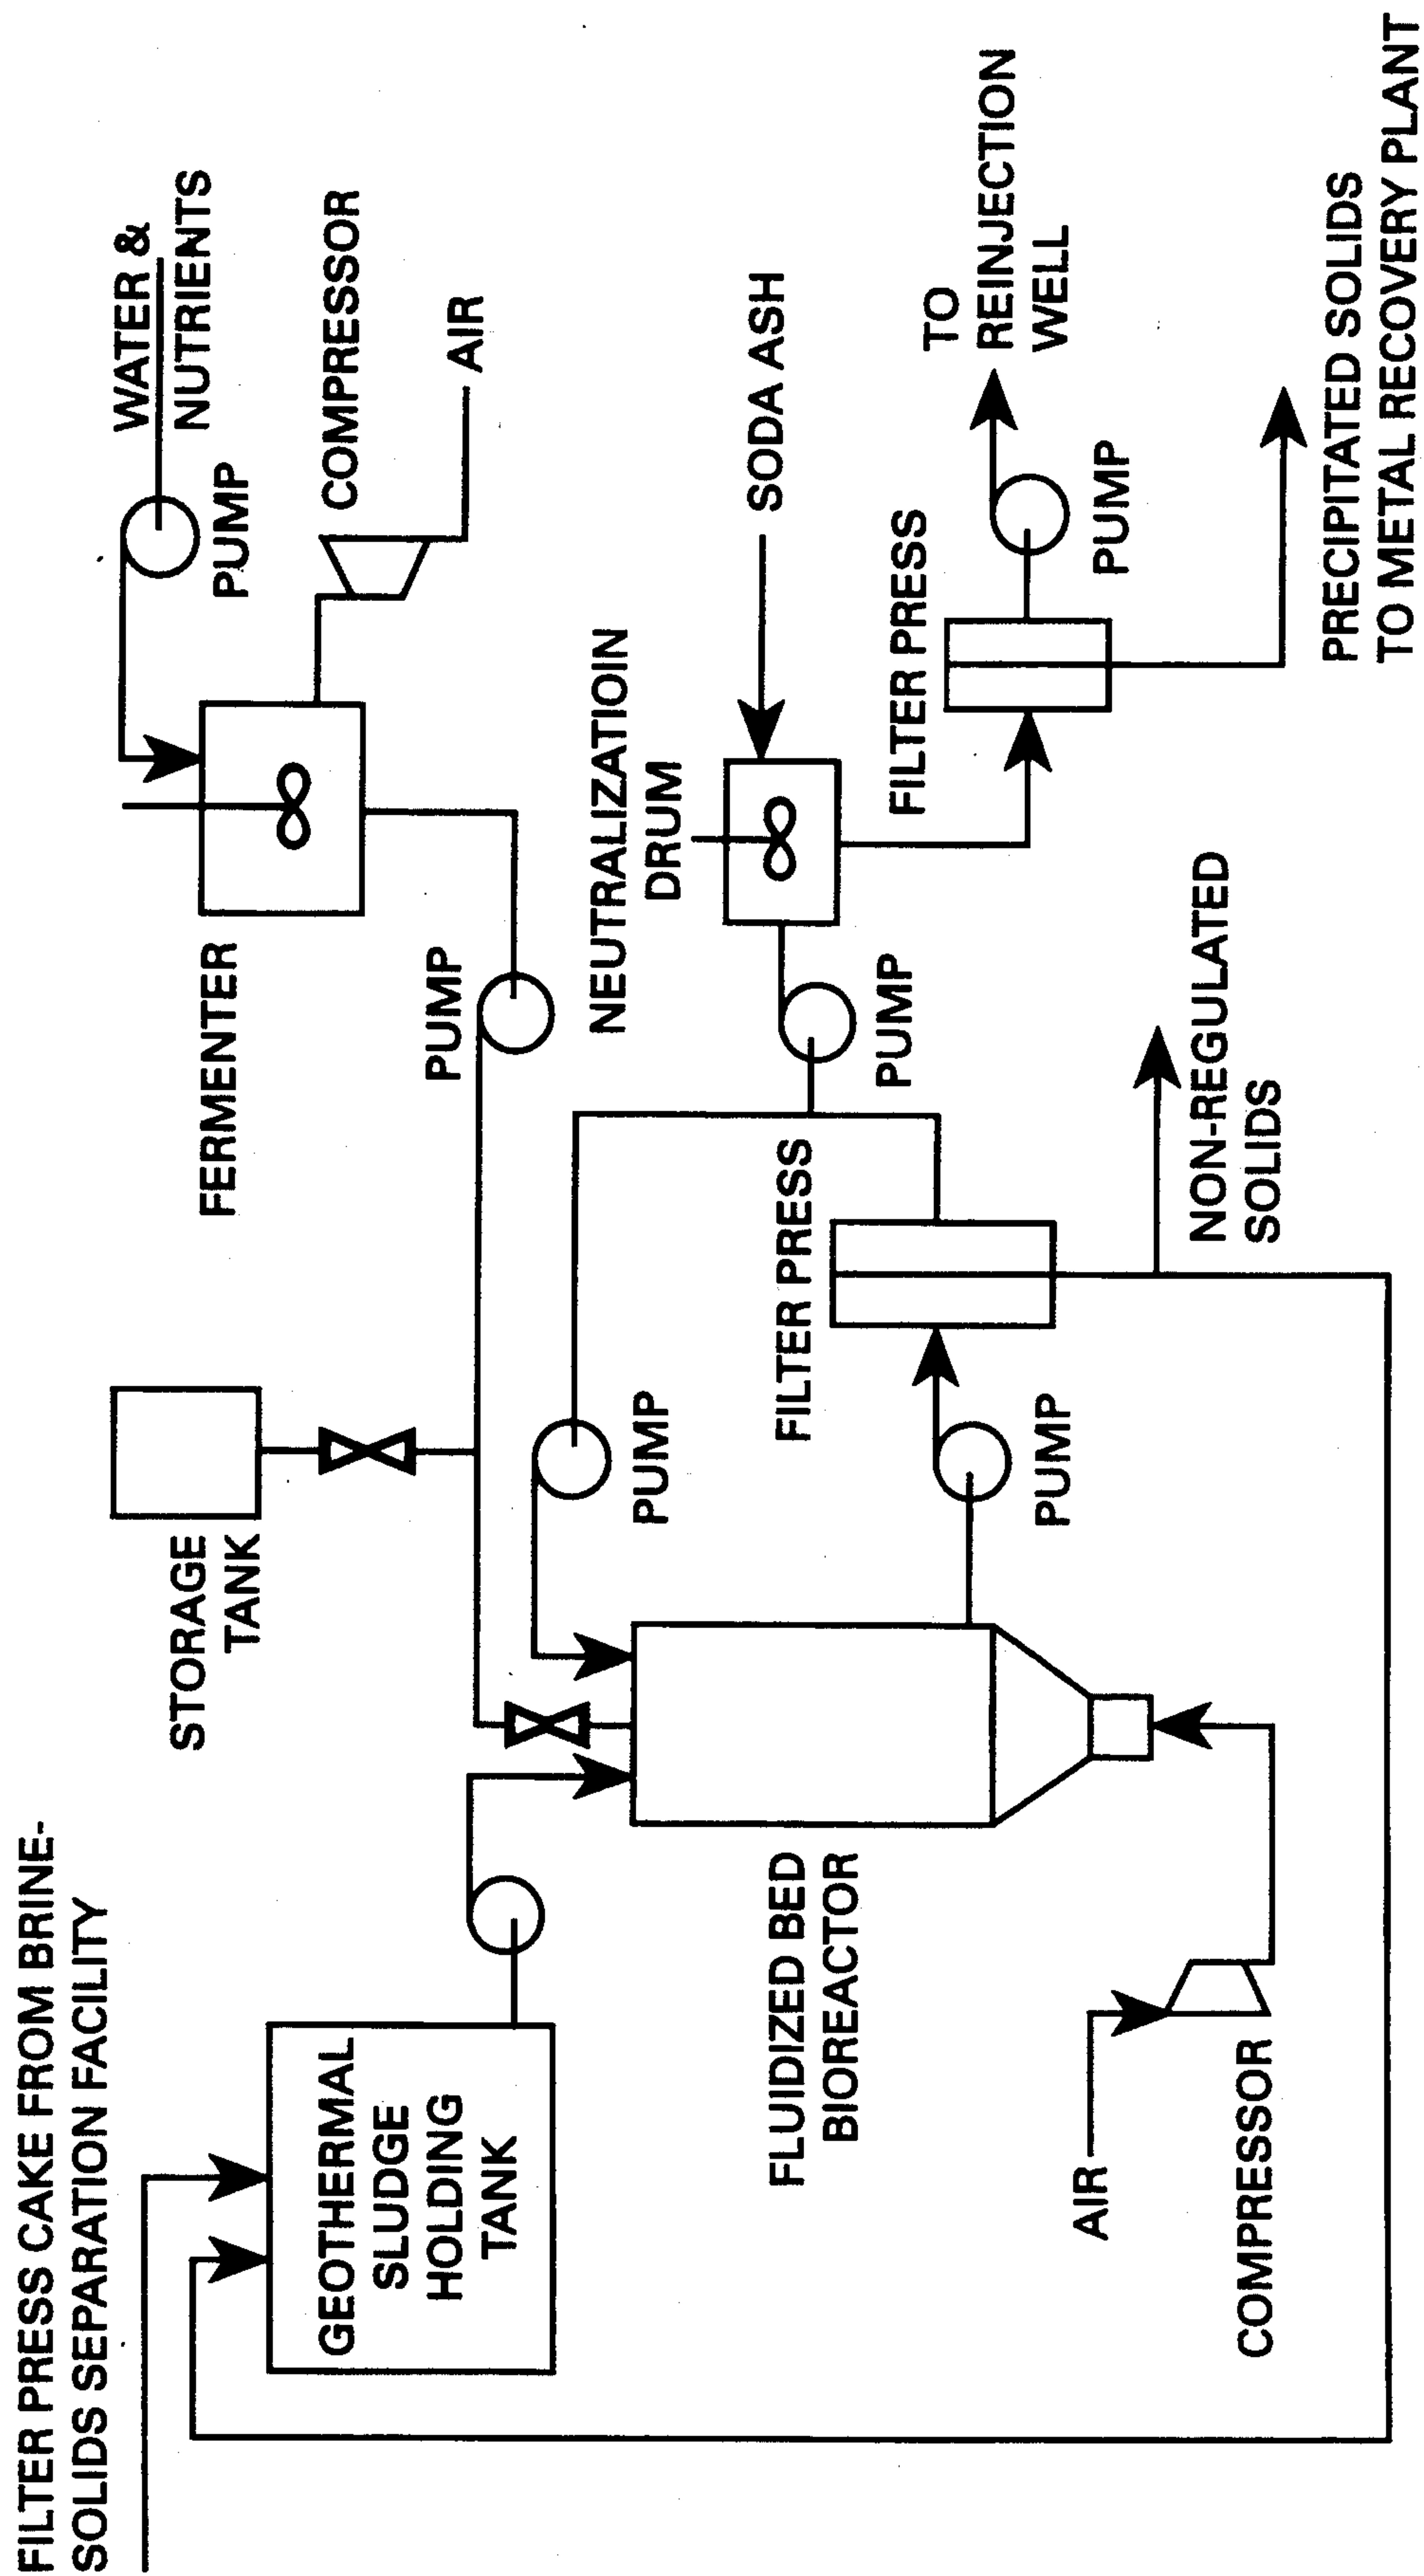 FILTER PRESS CAKE FROM BRINE-
SOLIDS SEPARATION FACILITY
STORAGE
TANK
WATER &
NUTRIENTS
PUMP
FERMENTER
COMPRESSOR
AIR
PUMP
GEOTHERMAL
SLUDGE
HOLDING
TANK
PUMP
NEUTRALIZATIOIN
DRUM
SODA ASH
FLUIDIZED BED
BIOREACTOR
FILTER PRESS
PUMP
FILTER PRESS
TO
REINJECTION
WELL
PUMP
PUMP
AIR
COMPRESSOR
NON-REGULATED
SOLIDS
PRECIPITATED SOLIDS
TO METAL RECOVERY PLANT